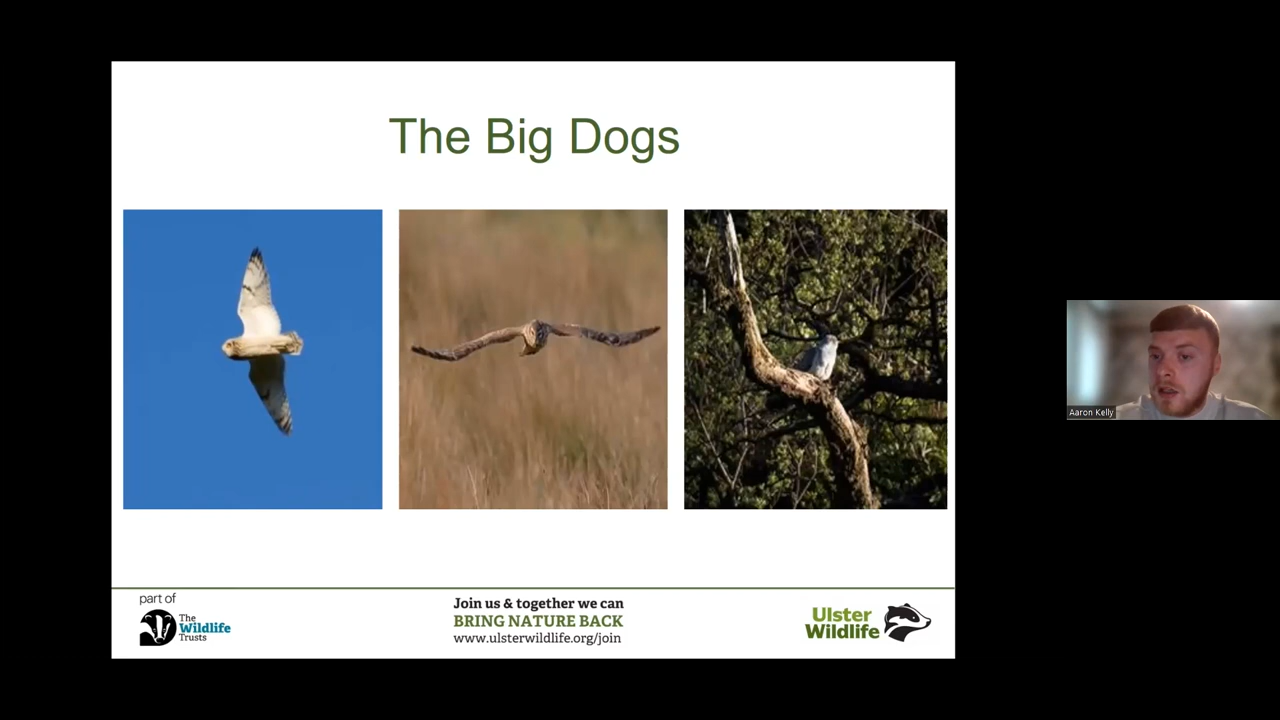 The Big Dogs
Aaron Kelly
part of
The
Wildlife
Trusts
Join us & together we can
BRING NATURE BACK
www.ulsterwildlife.org/join
Ulster
Wildlife